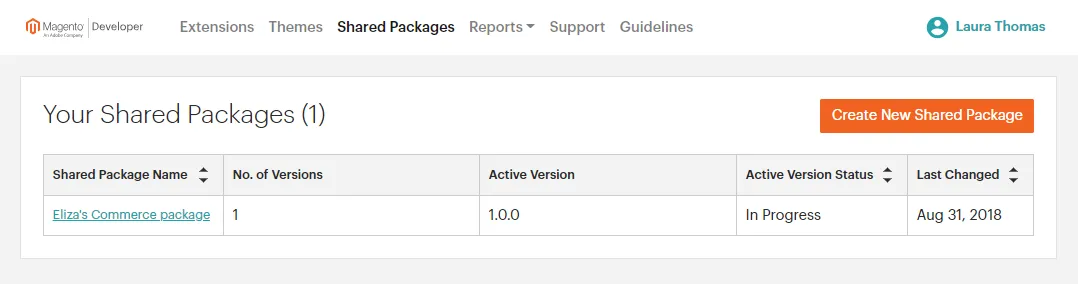 Magento | Developer
An Adobe Company
Extensions Themes Shared Packages Reports Support Guidelines Laura Thomas
Your Shared Packages (1) Create New Shared Package
Shared Package Name No. of Versions Active Version Active Version Status Last Changed
Eliza's Commerce package 1 1.0.0 In Progress Aug 31, 2018